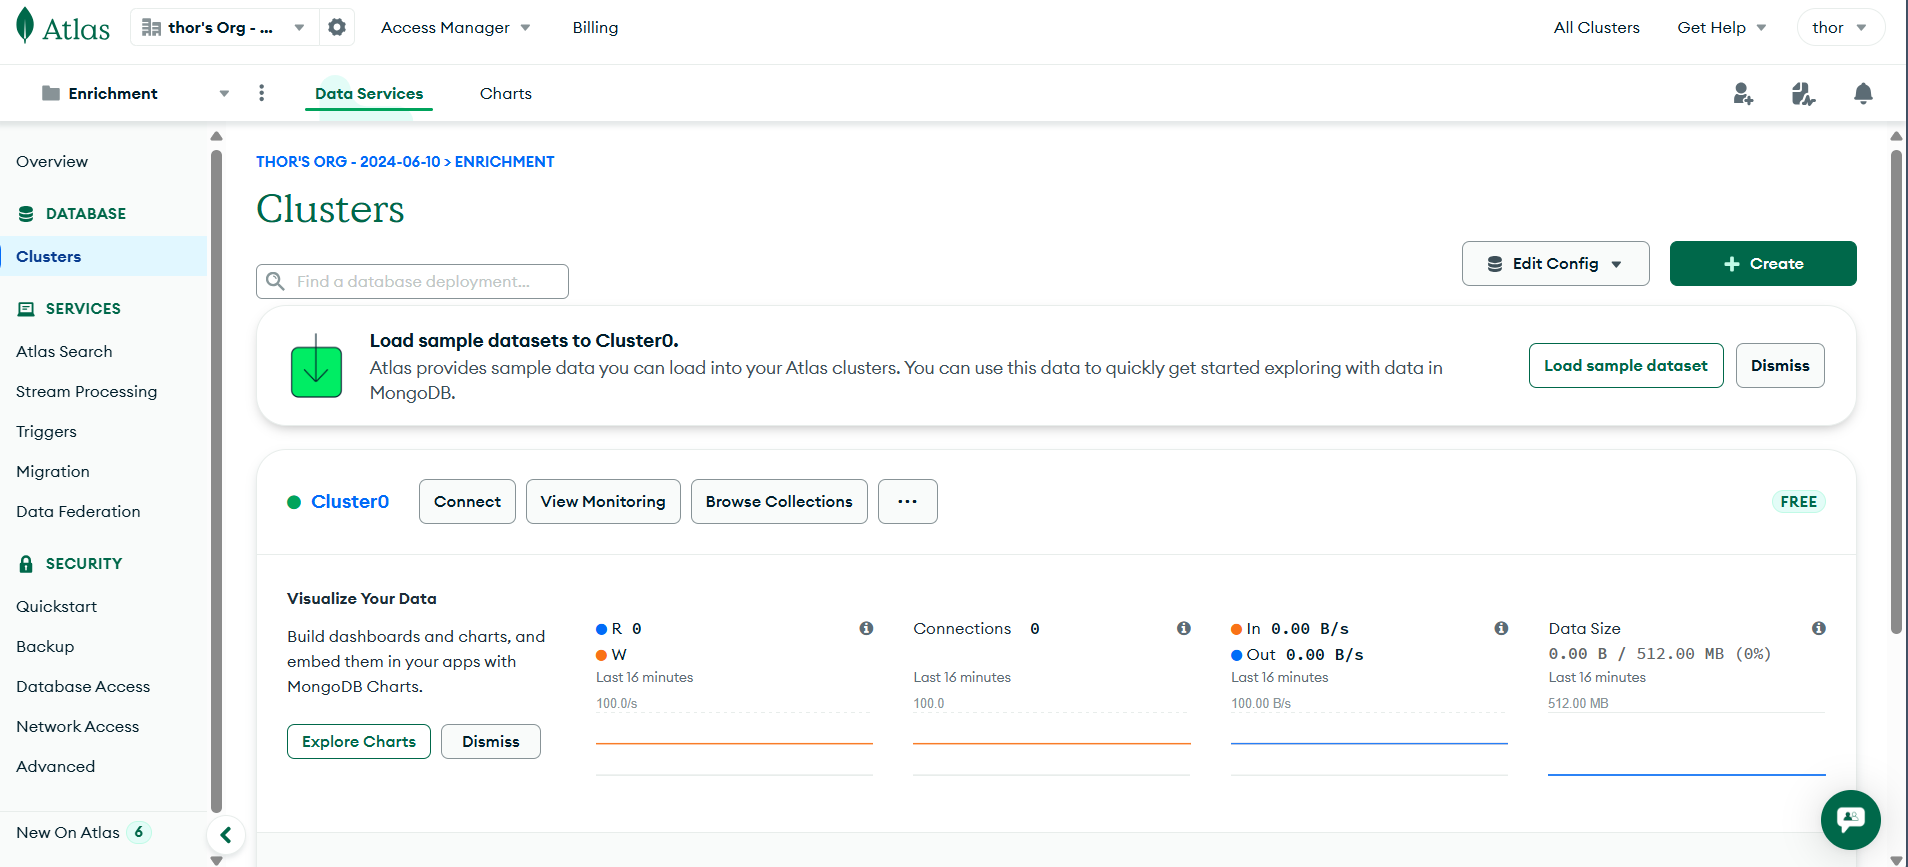 Atlas
thor's Org - ...
Access Manager
Billing
All Clusters
Get Help
thor
Enrichment
Data Services
Charts
Overview
DATABASE
Clusters
SERVICES
Atlas Search
Stream Processing
Triggers
Migration
Data Federation
SECURITY
Quickstart
Backup
Database Access
Network Access
Advanced
New On Atlas 6
THOR'S ORG - 2024-06-10 > ENRICHMENT
Clusters
Find a database deployment...
Edit Config
+ Create
Load sample datasets to Cluster0.
Atlas provides sample data you can load into your Atlas clusters. You can use this data to quickly get started exploring with data in
MongoDB.
Load sample dataset
Dismiss
Cluster0
Connect
View Monitoring
Browse Collections
...
FREE
Visualize Your Data
Build dashboards and charts, and
embed them in your apps with
MongoDB Charts.
Explore Charts
Dismiss
R 0
W
Last 16 minutes
100.0/s
Connections 0
Last 16 minutes
100.0
In 0.00 B/s
Out 0.00 B/s
Last 16 minutes
100.00 B/s
Data Size
0.00 B / 512.00 MB (0%)
Last 16 minutes
512.00 MB